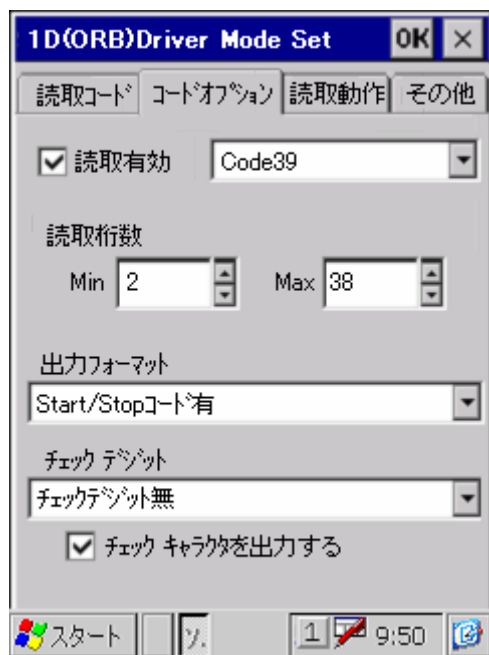 1D(ORB)Driver Mode Set OK ×
読取ｺｰﾄﾞ ｺｰﾄﾞｵﾌﾟｼｮﾝ 読取動作 その他
読取有効 Code39
読取桁数
Min 2 Max 38
出力ﾌｫｰﾏｯﾄ
Start/Stopｺｰﾄﾞ有
ﾁｪｯｸ ﾃﾞｼﾞｯﾄ
ﾁｪｯｸﾃﾞｼﾞｯﾄ無
ﾁｪｯｸ ｷｬﾗｸﾀを出力する
スタート ソ. 1 9:50